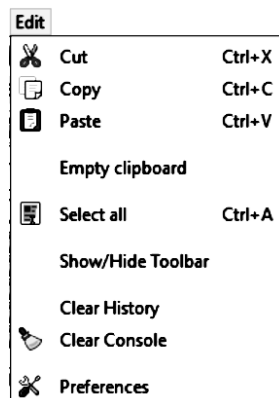 Edit
Cut Ctrl+X
Copy Ctrl+C
Paste Ctrl+V
Empty clipboard
Select all Ctrl+A
Show/Hide Toolbar
Clear History
Clear Console
Preferences